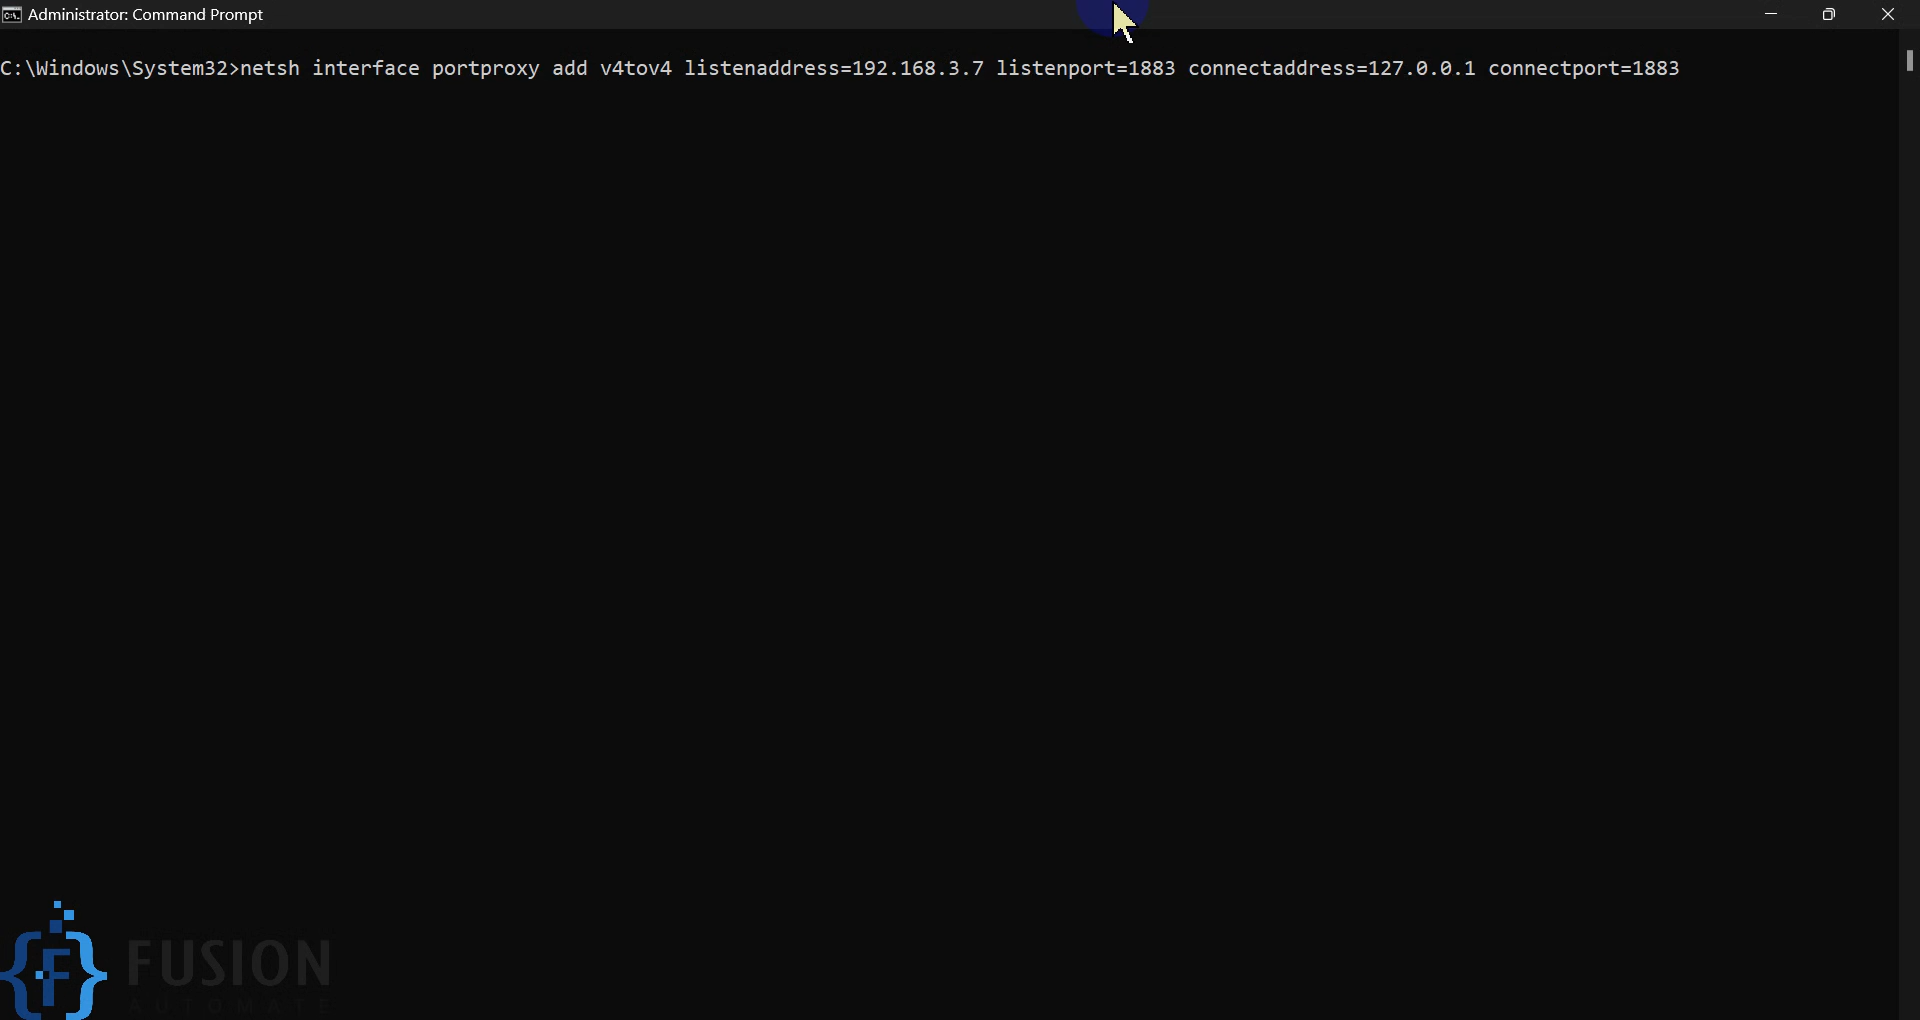 Administrator: Command Prompt
C:\Windows\System32>netsh interface portproxy add v4tov4 listenaddress=192.168.3.7 listenport=1883 connectaddress=127.0.0.1 connectport=1883
FUSION
AUTOMATE